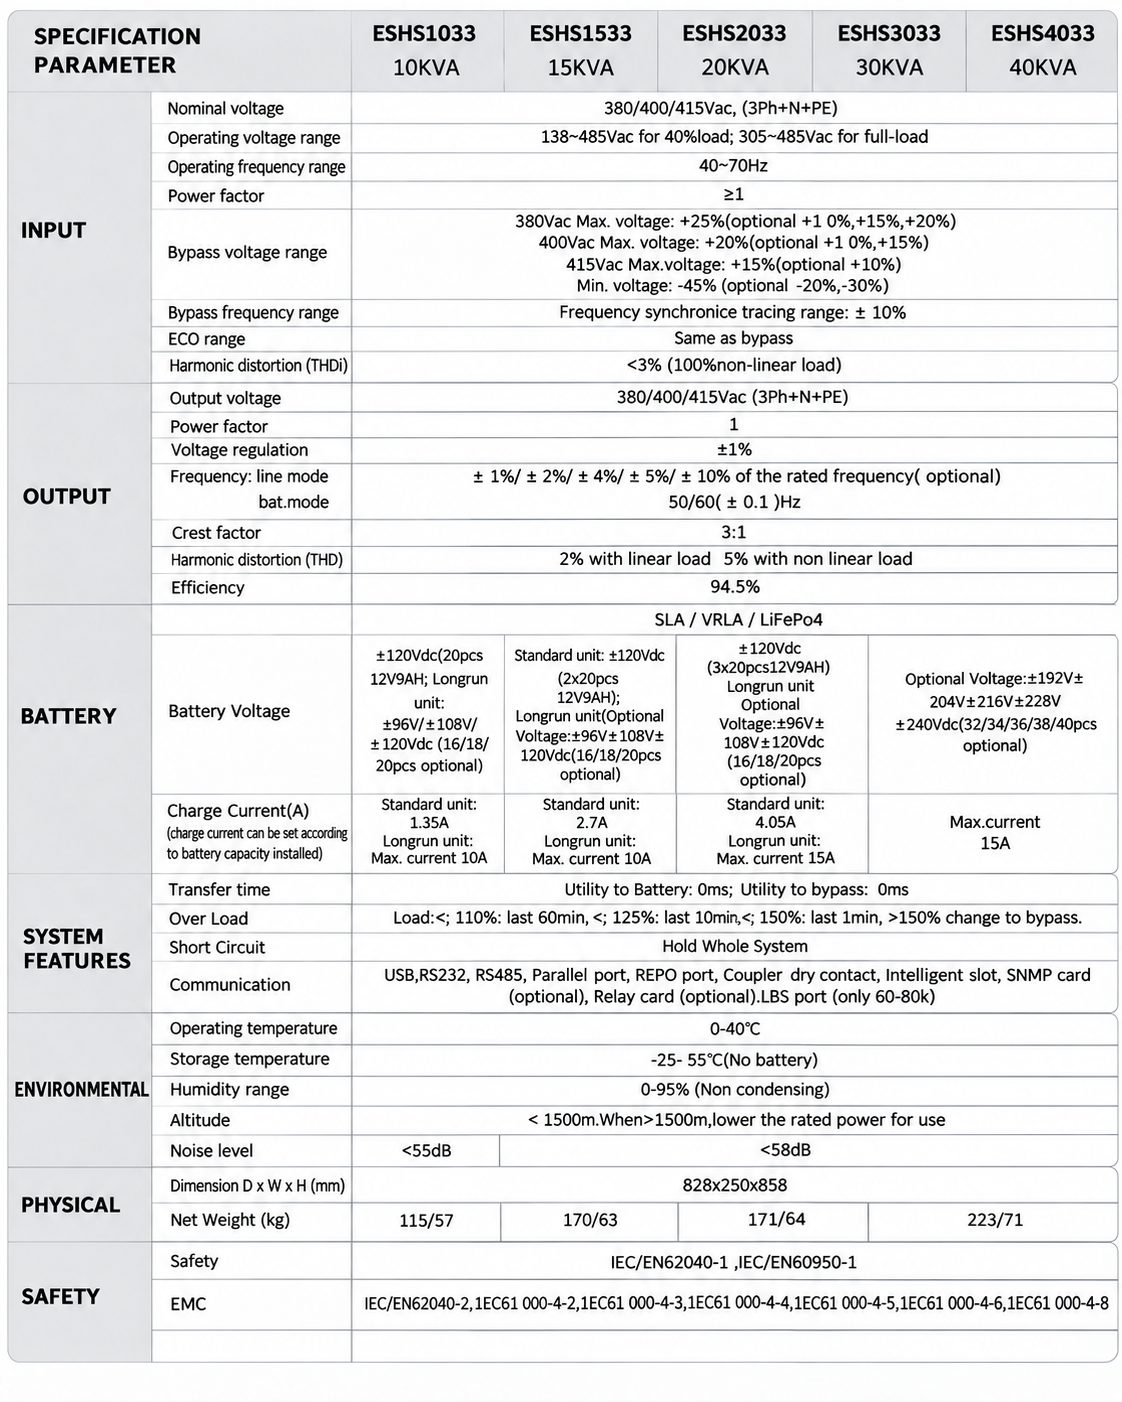 SPECIFICATION
PARAMETER
ESHS1033 ESHS1533 ESHS2033 ESHS3033 ESHS4033
10KVA 15KVA 20KVA 30KVA 40KVA
INPUT
Nominal voltage 380/400/415Vac, (3Ph+N+PE)
Operating voltage range 138~485Vac for 40%load; 305~485Vac for full-load
Operating frequency range 40~70Hz
Power factor ≥1
Bypass voltage range
380Vac Max. voltage: +25%(optional +1 0%,+15%,+20%)
400Vac Max. voltage: +20%(optional +1 0%,+15%)
415Vac Max.voltage: +15%(optional +10%)
Min. voltage: -45% (optional -20%,-30%)
Bypass frequency range Frequency synchronice tracing range: ± 10%
ECO range Same as bypass
Harmonic distortion (THDi) <3% (100%non-linear load)
OUTPUT
Output voltage 380/400/415Vac (3Ph+N+PE)
Power factor 1
Voltage regulation ±1%
Frequency: line mode ± 1%/ ± 2%/ ± 4%/ ± 5%/ ± 10% of the rated frequency( optional)
bat.mode 50/60( ± 0.1 )Hz
Crest factor 3:1
Harmonic distortion (THD) 2% with linear load 5% with non linear load
Efficiency 94.5%
BATTERY
SLA / VRLA / LiFePo4
Battery Voltage
±120Vdc(20pcs
12V9AH; Longrun
unit:
±96V/±108V/
±120Vdc (16/18/
20pcs optional)
Standard unit: ±120Vdc
(2x20pcs
12V9AH);
Longrun unit(Optional
Voltage:±96V±108V±
120Vdc(16/18/20pcs
optional)
±120Vdc
(3x20pcs12V9AH)
Longrun unit
Optional
Voltage:±96V±
108V±120Vdc
(16/18/20pcs
optional)
Optional Voltage:±192V±
204V±216V±228V
±240Vdc(32/34/36/38/40pcs
optional)
Charge Current(A)
(charge current can be set according
to battery capacity installed)
Standard unit:
1.35A
Longrun unit:
Max. current 10A
Standard unit:
2.7A
Longrun unit:
Max. current 10A
Standard unit:
4.05A
Longrun unit:
Max. current 15A
Max.current
15A
SYSTEM
FEATURES
Transfer time Utility to Battery: 0ms; Utility to bypass: 0ms
Over Load Load:<; 110%: last 60min, <; 125%: last 10min,<; 150%: last 1min, >150% change to bypass.
Short Circuit Hold Whole System
Communication
USB,RS232, RS485, Parallel port, REPO port, Coupler dry contact, Intelligent slot, SNMP card
(optional), Relay card (optional).LBS port (only 60-80k)
ENVIRONMENTAL
Operating temperature 0-40℃
Storage temperature -25- 55℃(No battery)
Humidity range 0-95% (Non condensing)
Altitude < 1500m.When>1500m,lower the rated power for use
Noise level <55dB <58dB
PHYSICAL
Dimension D x W x H (mm) 828x250x858
Net Weight (kg) 115/57 170/63 171/64 223/71
SAFETY
Safety IEC/EN62040-1 ,IEC/EN60950-1
EMC IEC/EN62040-2,1EC61 000-4-2,1EC61 000-4-3,1EC61 000-4-4,1EC61 000-4-5,1EC61 000-4-6,1EC61 000-4-8